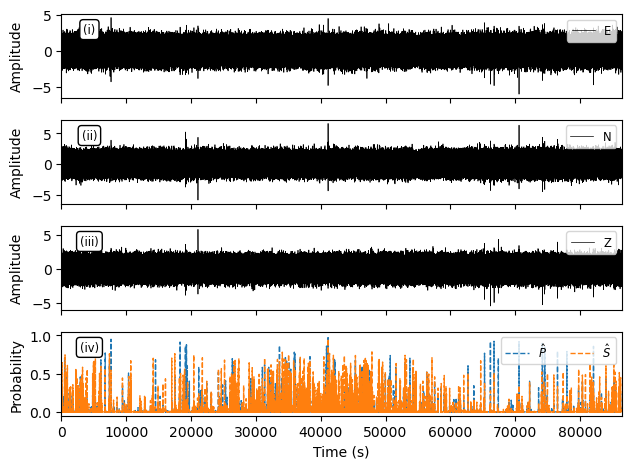 5
0
−5
Amplitude
(i)
E
5
0
−5
Amplitude
(ii)
N
5
0
−5
Amplitude
(iii)
Z
1.0
0.5
0.0
Probability
(iv)
P̂ Ŝ
0 10000 20000 30000 40000 50000 60000 70000 80000
Time (s)